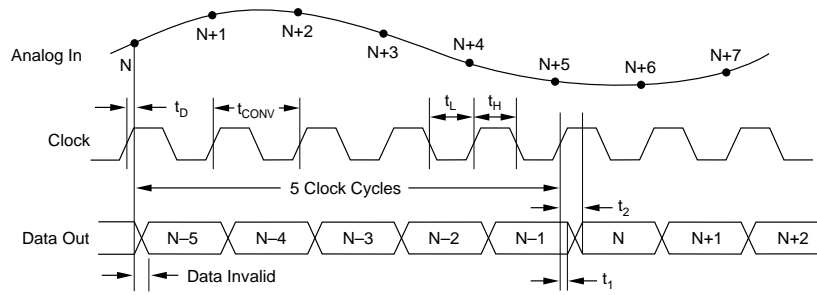 Analog In
N
N+1
N+2
N+3
N+4
N+5
N+6
N+7
t_D
t_CONV
t_L
t_H
Clock
5 Clock Cycles
t_2
Data Out
N–5
N–4
N–3
N–2
N–1
N
N+1
N+2
Data Invalid
t_1